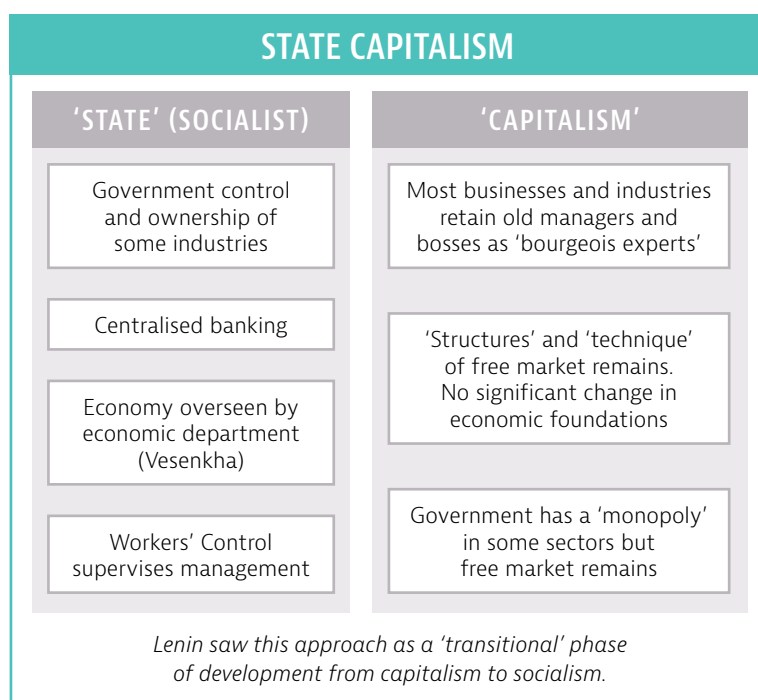 STATE CAPITALISM
‘STATE’ (SOCIALIST)
Government control
and ownership of
some industries
Centralised banking
Economy overseen by
economic department
(Vesenkha)
Workers’ Control
supervises management
‘CAPITALISM’
Most businesses and industries
retain old managers and
bosses as ‘bourgeois experts’
‘Structures’ and ‘technique’
of free market remains.
No significant change in
economic foundations
Government has a ‘monopoly’
in some sectors but
free market remains
Lenin saw this approach as a ‘transitional’ phase
of development from capitalism to socialism.